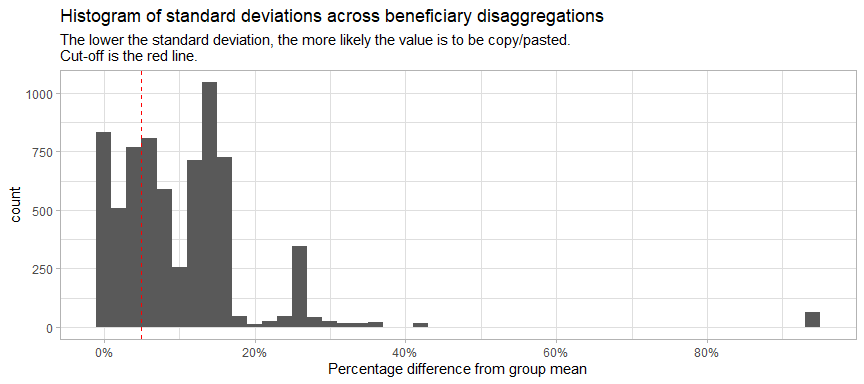 Histogram of standard deviations across beneficiary disaggregations
The lower the standard deviation, the more likely the value is to be copy/pasted.
Cut-off is the red line.
1000
750
500
250
0
count
0% 20% 40% 60% 80%
Percentage difference from group mean